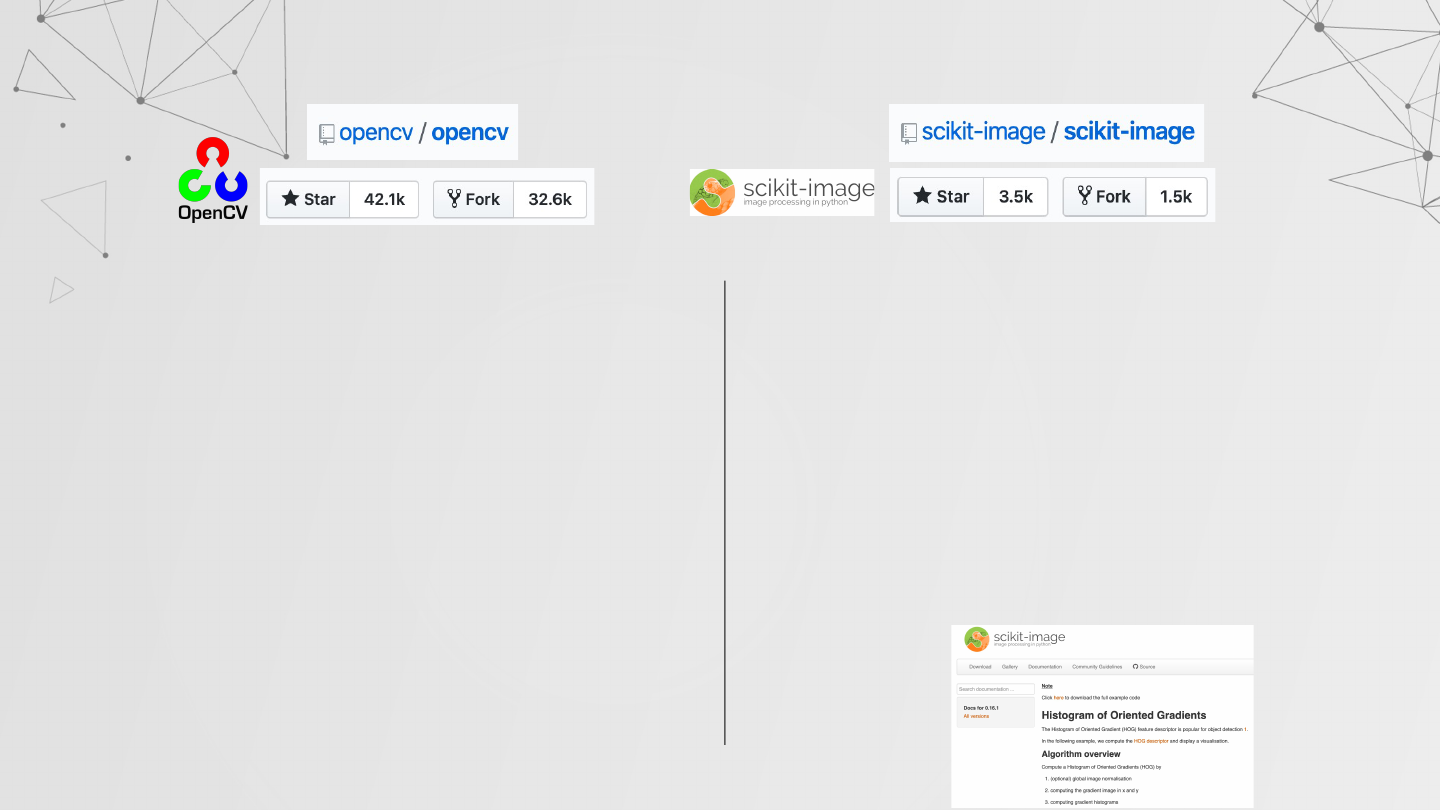 opencv / opencv
OpenCV
Star 42.1k Fork 32.6k
scikit-image / scikit-image
scikit-image
image processing in python
Star 3.5k Fork 1.5k
scikit-image
image processing in python
Download Gallery Documentation Community Guidelines Source
Search documentation ...
Docs for 0.16.1
All versions
Note
Click here to download the full example code
Histogram of Oriented Gradients
The Histogram of Oriented Gradient (HOG) feature descriptor is popular for object detection 1.
In the following example, we compute the HOG descriptor and display a visualisation.
Algorithm overview
Compute a Histogram of Oriented Gradients (HOG) by
1. (optional) global image normalisation
2. computing the gradient image in x and y
3. computing gradient histograms